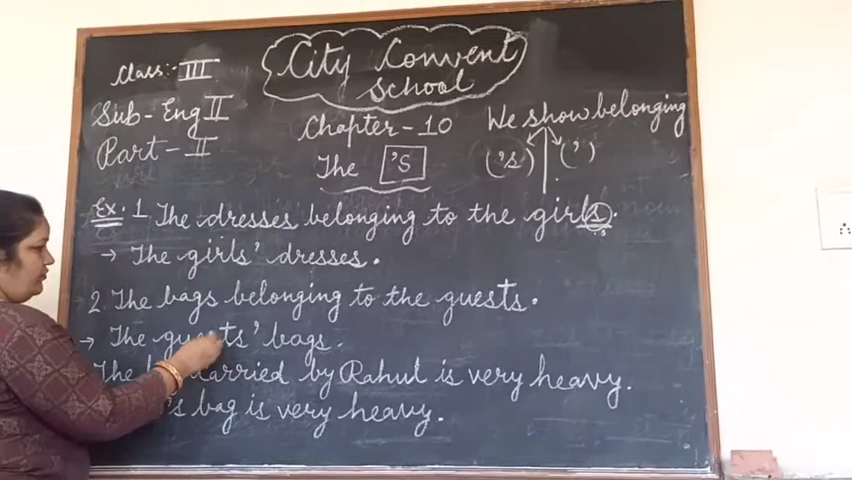 City Convent School
Class:- III
Sub- Eng II
Part - II
Chapter - 10
The 'S
We show belonging
('s) (')
Ex. 1 The dresses belonging to the girls.
→ The girls' dresses.
2. The bags belonging to the guests.
→ The guests' bags.
The carried by Rahul is very heavy.
's bag is very heavy.